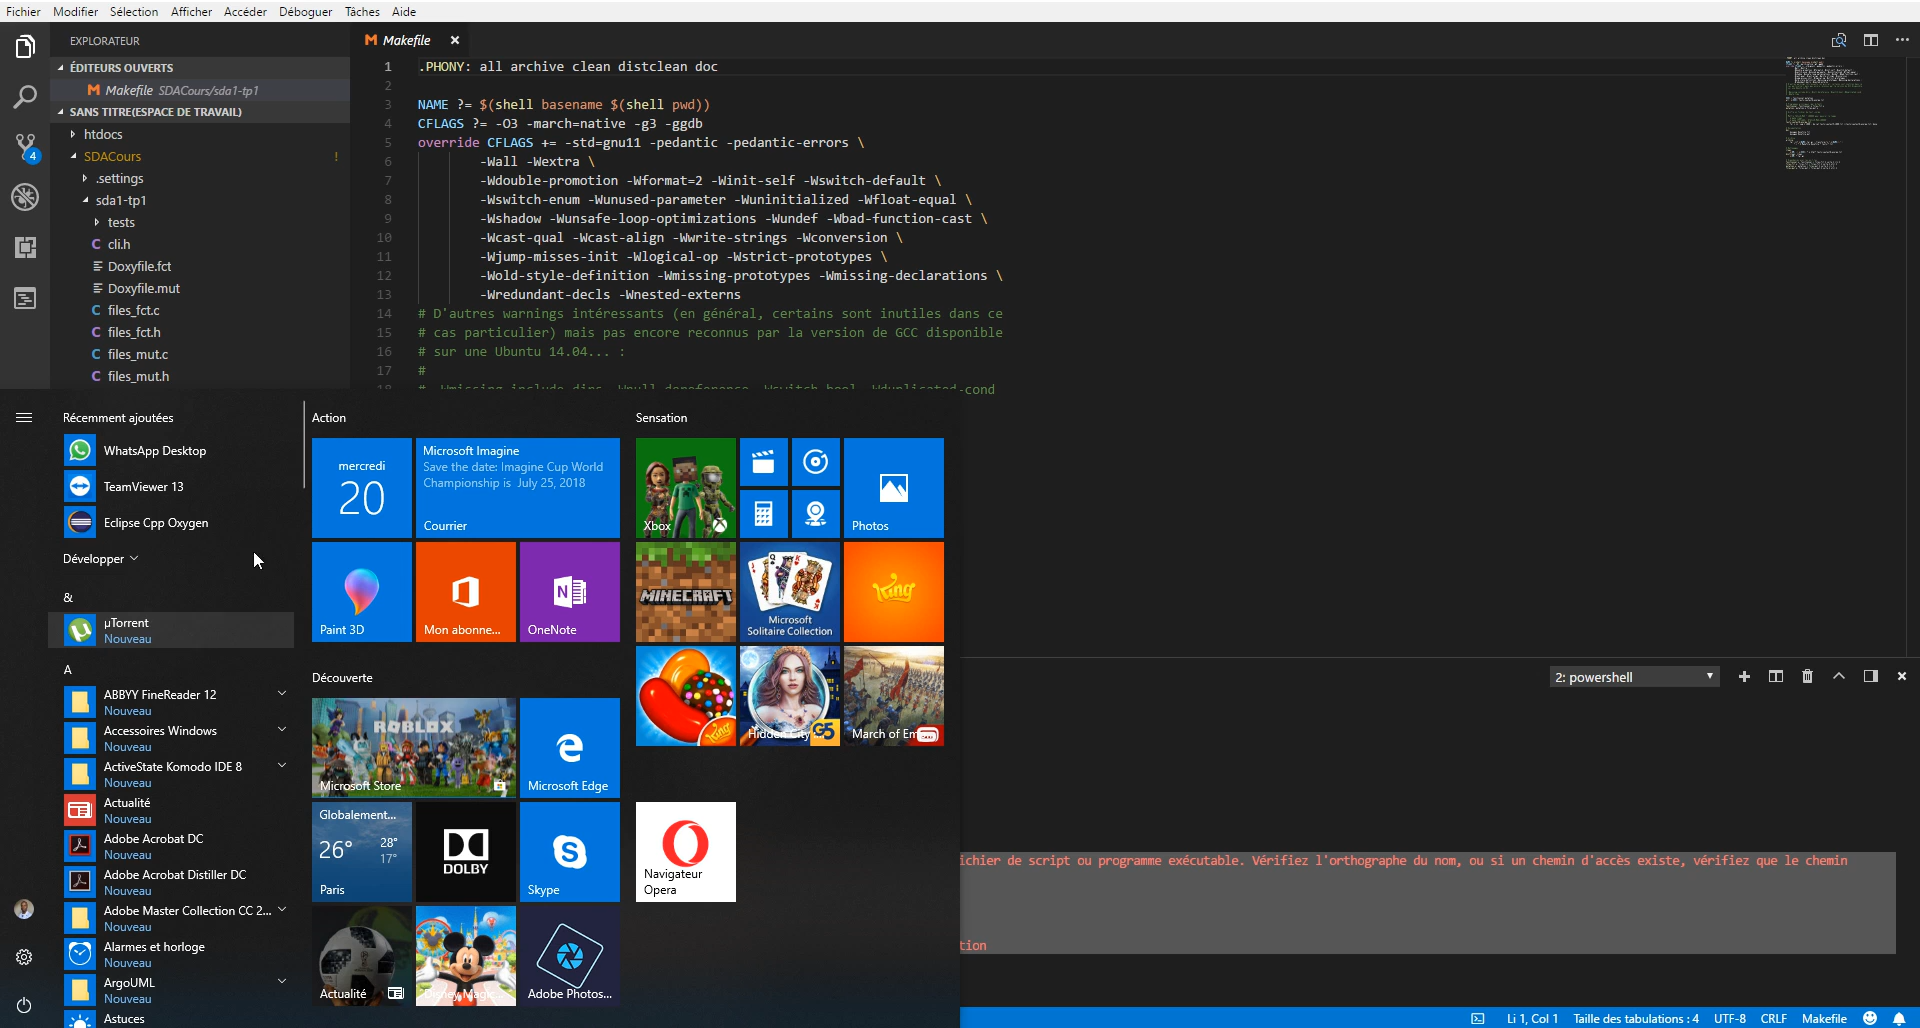 Fichier Modifier Sélection Afficher Accéder Déboguer Tâches Aide
EXPLORATEUR
ÉDITEURS OUVERTS
Makefile SDACours/sda1-tp1
SANS TITRE(ESPACE DE TRAVAIL)
htdocs
SDACours !
.settings
sda1-tp1
tests
C cli.h
Doxyfile.fct
Doxyfile.mut
C files_fct.c
C files_fct.h
C files_mut.c
C files_mut.h
4
M Makefile
1 .PHONY: all archive clean distclean doc
2
3 NAME ?= $(shell basename $(shell pwd))
4 CFLAGS ?= -O3 -march=native -g3 -ggdb
5 override CFLAGS += -std=gnu11 -pedantic -pedantic-errors \
6 -Wall -Wextra \
7 -Wdouble-promotion -Wformat=2 -Winit-self -Wswitch-default \
8 -Wswitch-enum -Wunused-parameter -Wuninitialized -Wfloat-equal \
9 -Wshadow -Wunsafe-loop-optimizations -Wundef -Wbad-function-cast \
10 -Wcast-qual -Wcast-align -Wwrite-strings -Wconversion \
11 -Wjump-misses-init -Wlogical-op -Wstrict-prototypes \
12 -Wold-style-definition -Wmissing-prototypes -Wmissing-declarations \
13 -Wredundant-decls -Wnested-externs
14 # D'autres warnings intéressants (en général, certains sont inutiles dans ce
15 # cas particulier) mais pas encore reconnus par la version de GCC disponible
16 # sur une Ubuntu 14.04... :
17 #
18 # -Wmissing-include-dirs -Wnull-dereference -Wswitch-bool -Wduplicated-cond
Récemment ajoutées
WhatsApp Desktop
TeamViewer 13
Eclipse Cpp Oxygen
Développer
&
µTorrent
Nouveau
A
ABBYY FineReader 12
Nouveau
Accessoires Windows
Nouveau
ActiveState Komodo IDE 8
Nouveau
Actualité
Nouveau
Adobe Acrobat DC
Nouveau
Adobe Acrobat Distiller DC
Nouveau
Adobe Master Collection CC 2...
Nouveau
Alarmes et horloge
Nouveau
ArgoUML
Nouveau
Astuces
Action
mercredi
20
Microsoft Imagine
Save the date: Imagine Cup World
Championship is July 25, 2018
Courrier
Paint 3D
Mon abonne...
OneNote
Découverte
ROBLOX
Microsoft Store
Microsoft Edge
Globalement...
26° 28°
17°
Paris
DOLBY
Skype
Actualité
Disney Magic...
Adobe Photos...
Sensation
Xbox
Photos
MINECRAFT
Microsoft
Solitaire Collection
King
King
Hidden City ...
G5
March of Em...
Navigateur
Opera
2: powershell
ichier de script ou programme exécutable. Vérifiez l'orthographe du nom, ou si un chemin d'accès existe, vérifiez que le chemin
tion
Li 1, Col 1 Taille des tabulations : 4 UTF-8 CRLF Makefile